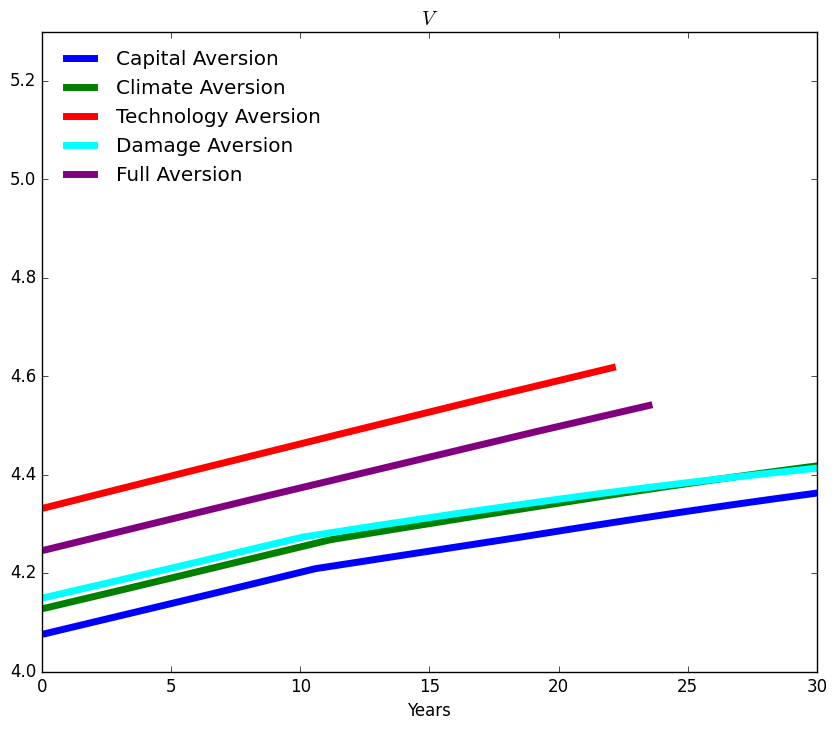 V
5.2
5.0
4.8
4.6
4.4
4.2
4.0
Capital Aversion
Climate Aversion
Technology Aversion
Damage Aversion
Full Aversion
0 5 10 15 20 25 30
Years